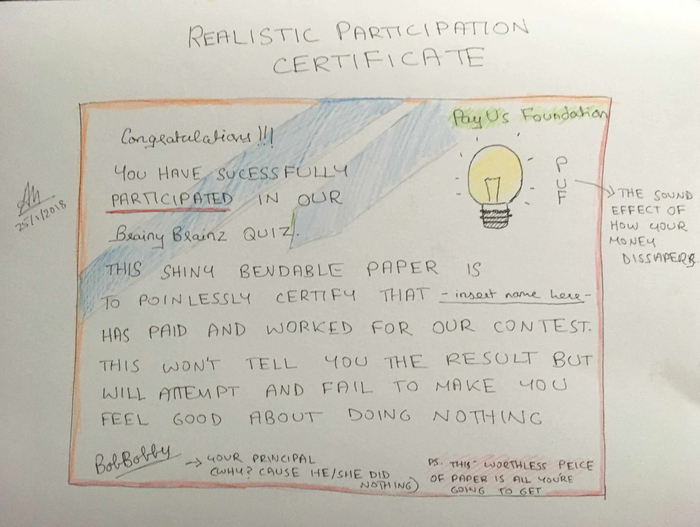 REALISTIC PARTICIPATION
CERTIFICATE
Congratulations!!!
PayUs Foundation
YOU HAVE SUCESSFULLY
PARTICIPATED IN OUR
Brainy Brainz QUIZ.
PUF
THE SOUND
EFFECT OF
HOW YOUR
MONEY
DISSAPERS
25/1/2018
THIS SHINY BENDABLE PAPER IS
TO POINLESSLY CERTIFY THAT -insert name here-
HAS PAID AND WORKED FOR OUR CONTEST.
THIS WON'T TELL YOU THE RESULT BUT
WILL ATTEMPT AND FAIL TO MAKE YOU
FEEL GOOD ABOUT DOING NOTHING
BobBobby
YOUR PRINCIPAL
(WHY? CAUSE HE/SHE DID
NOTHING)
PS. THIS WORTHLESS PEICE
OF PAPER IS ALL YOU'RE
GOING TO GET